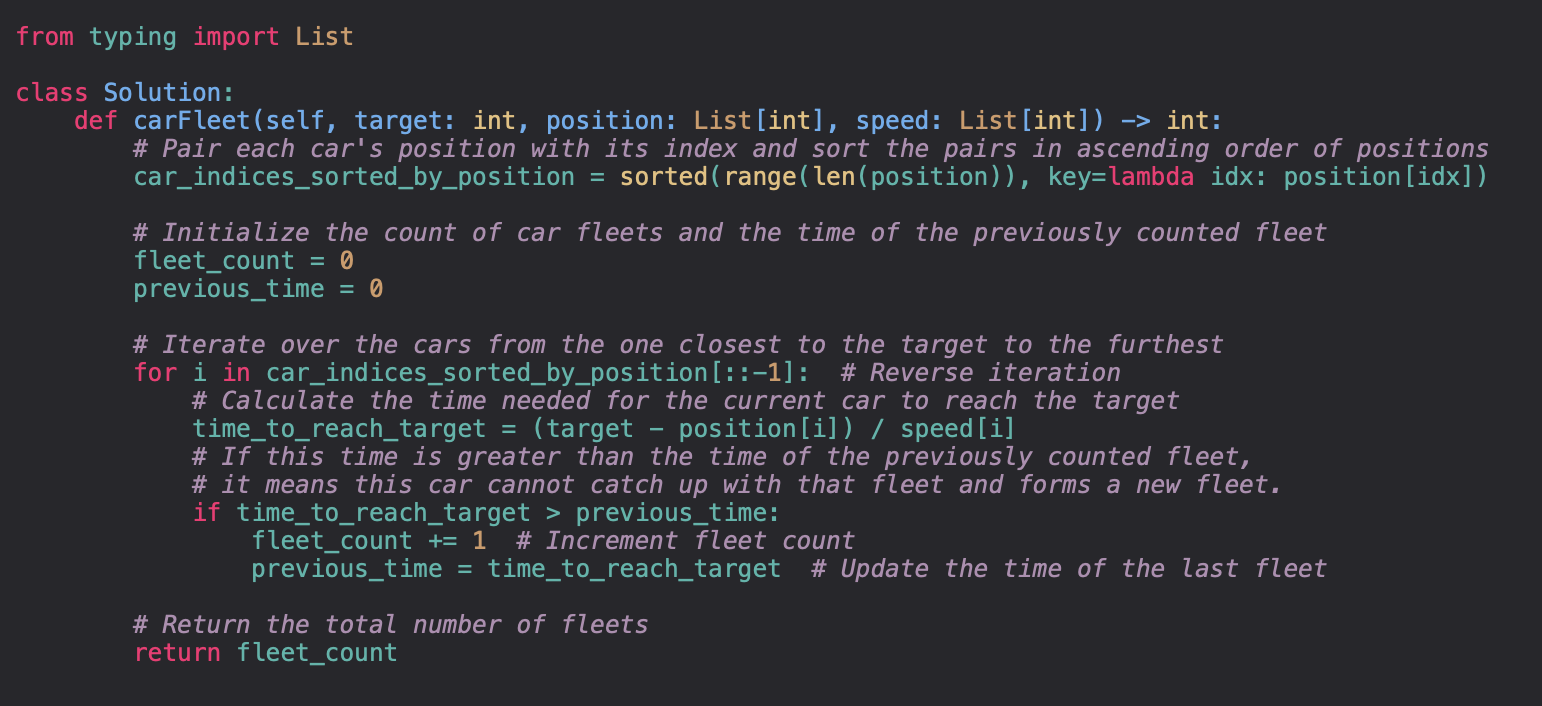 from typing import List

class Solution:
    def carFleet(self, target: int, position: List[int], speed: List[int]) -> int:
        # Pair each car's position with its index and sort the pairs in ascending order of positions
        car_indices_sorted_by_position = sorted(range(len(position)), key=lambda idx: position[idx])

        # Initialize the count of car fleets and the time of the previously counted fleet
        fleet_count = 0
        previous_time = 0

        # Iterate over the cars from the one closest to the target to the furthest
        for i in car_indices_sorted_by_position[::-1]:  # Reverse iteration
            # Calculate the time needed for the current car to reach the target
            time_to_reach_target = (target - position[i]) / speed[i]
            # If this time is greater than the time of the previously counted fleet,
            # it means this car cannot catch up with that fleet and forms a new fleet.
            if time_to_reach_target > previous_time:
                fleet_count += 1  # Increment fleet count
                previous_time = time_to_reach_target  # Update the time of the last fleet

        # Return the total number of fleets
        return fleet_count